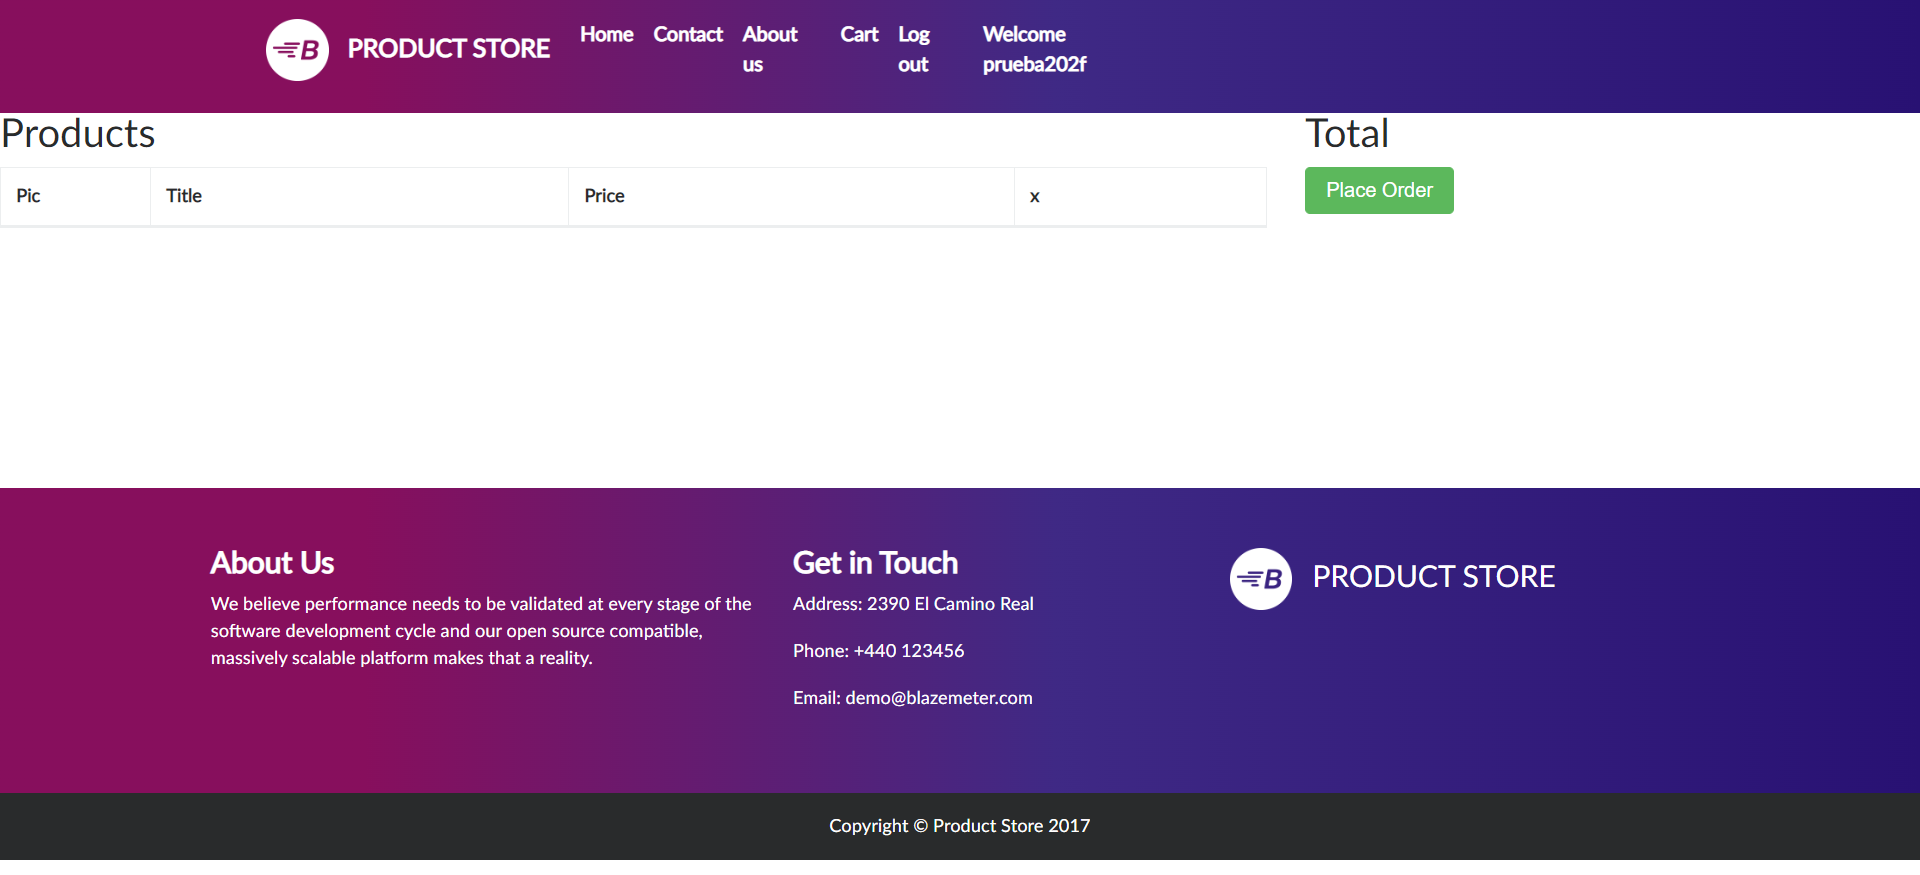 B PRODUCT STORE Home Contact About us Cart Log out Welcome prueba202f
Products
Total
Pic Title Price x
Place Order
About Us
We believe performance needs to be validated at every stage of the
software development cycle and our open source compatible,
massively scalable platform makes that a reality.
Get in Touch
Address: 2390 El Camino Real
Phone: +440 123456
Email: demo@blazemeter.com
B PRODUCT STORE
Copyright © Product Store 2017